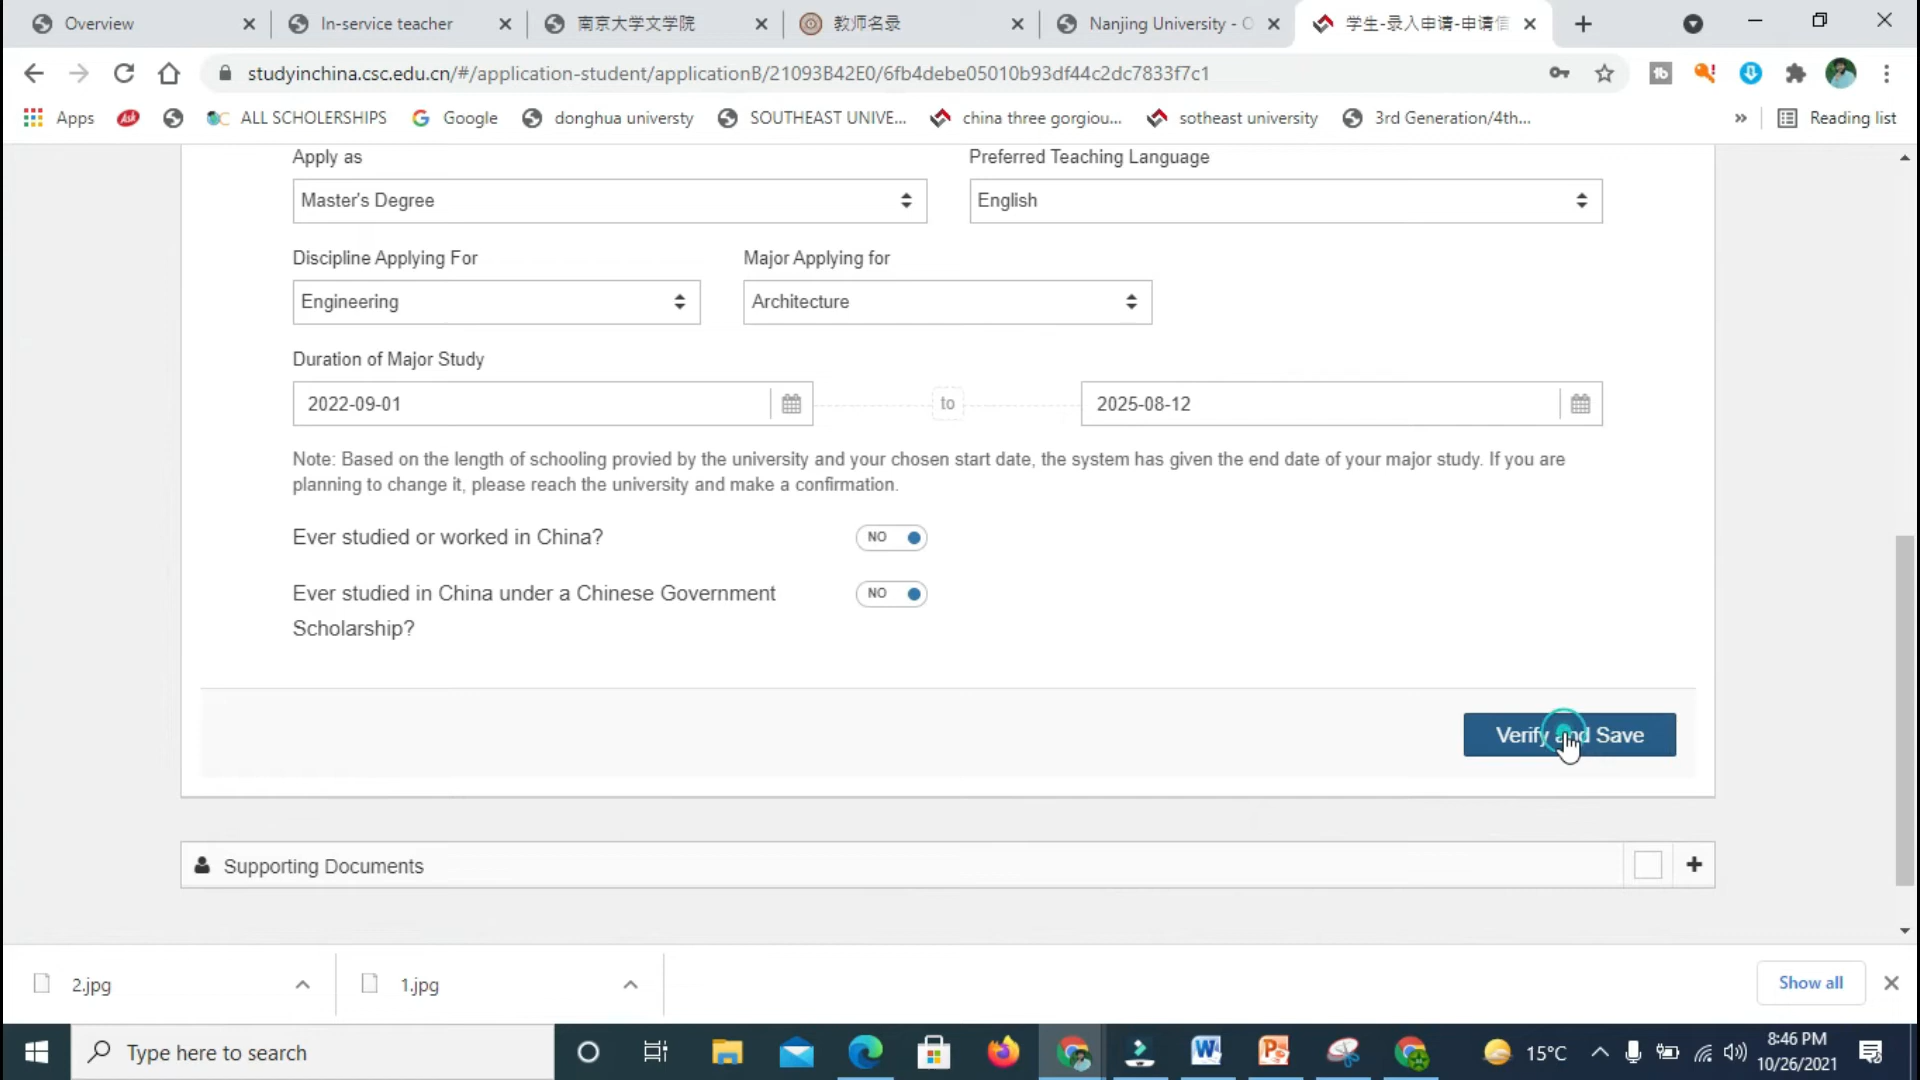 Overview
In-service teacher
南京大学文学院
教师名录
Nanjing University - O
学生-录入申请-申请信
studyinchina.csc.edu.cn/#/application-student/applicationB/21093B42E0/6fb4debe05010b93df44c2dc7833f7c1
Apps
Ask
ALL SCHOLERSHIPS
Google
donghua universty
SOUTHEAST UNIVE...
china three gorgiou...
sotheast university
3rd Generation/4th...
»
Reading list
Apply as
Preferred Teaching Language
Master's Degree
English
Discipline Applying For
Major Applying for
Engineering
Architecture
Duration of Major Study
2022-09-01
to
2025-08-12
Note: Based on the length of schooling provied by the university and your chosen start date, the system has given the end date of your major study. If you are
planning to change it, please reach the university and make a confirmation.
Ever studied or worked in China?
NO
Ever studied in China under a Chinese Government
Scholarship?
NO
Verify and Save
Supporting Documents
2.jpg
1.jpg
Show all
Type here to search
15°C
8:46 PM
10/26/2021